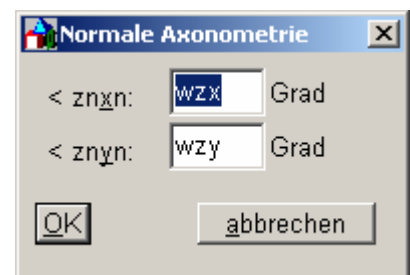 Normale Axonometrie
< znxn: wzx Grad
< znyn: wzy Grad
OK abbrechen